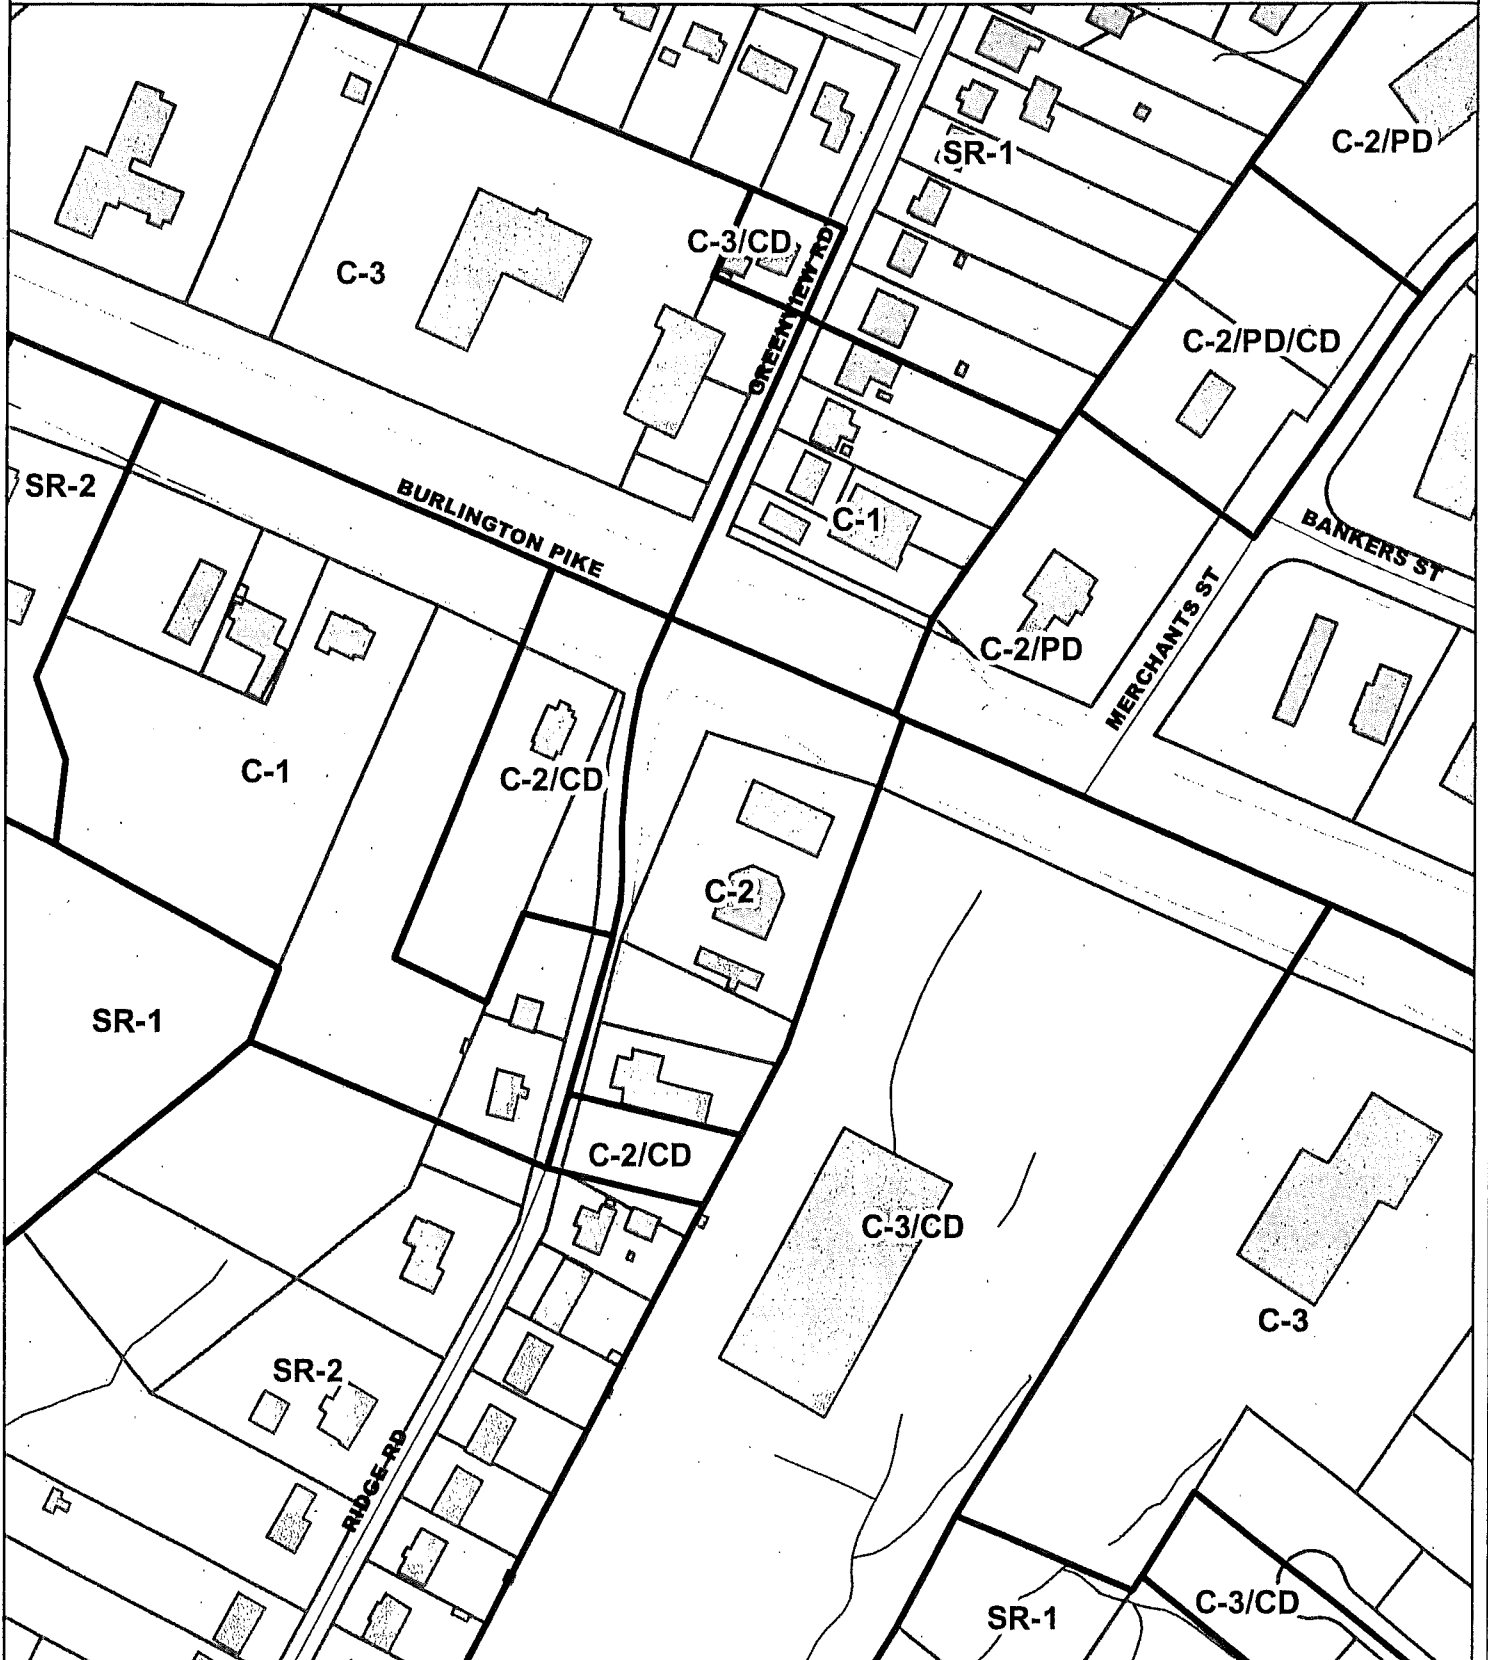 C-2/PD
SR-1
C-3/CD
C-3
GREENVIEW RD
C-2/PD/CD
SR-2
BURLINGTON PIKE
C-1
BANKERS ST
C-2/PD
MERCHANTS ST
C-1
C-2/CD
C-2
SR-1
C-2/CD
C-3/CD
C-3
SR-2
RIDGE RD
C-3/CD
SR-1